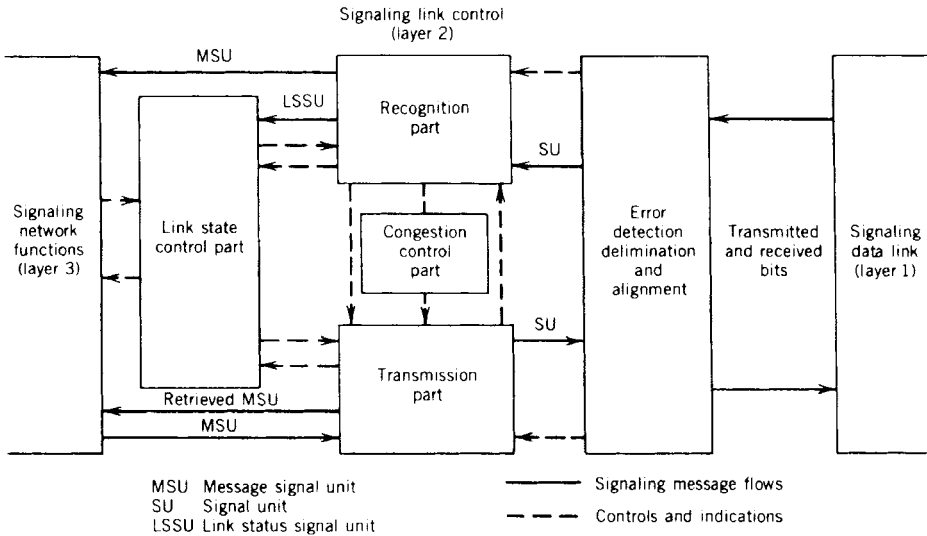 Signaling link control
(layer 2)
MSU
LSSU
Recognition
part
SU
Signaling
network
functions
(layer 3)
Link state
control part
Congestion
control
part
Error
detection
delimination
and
alignment
Transmitted
and received
bits
Signaling
data link
(layer 1)
SU
Transmission
part
Retrieved MSU
MSU
MSU Message signal unit
SU Signal unit
LSSU Link status signal unit
Signaling message flows
Controls and indications